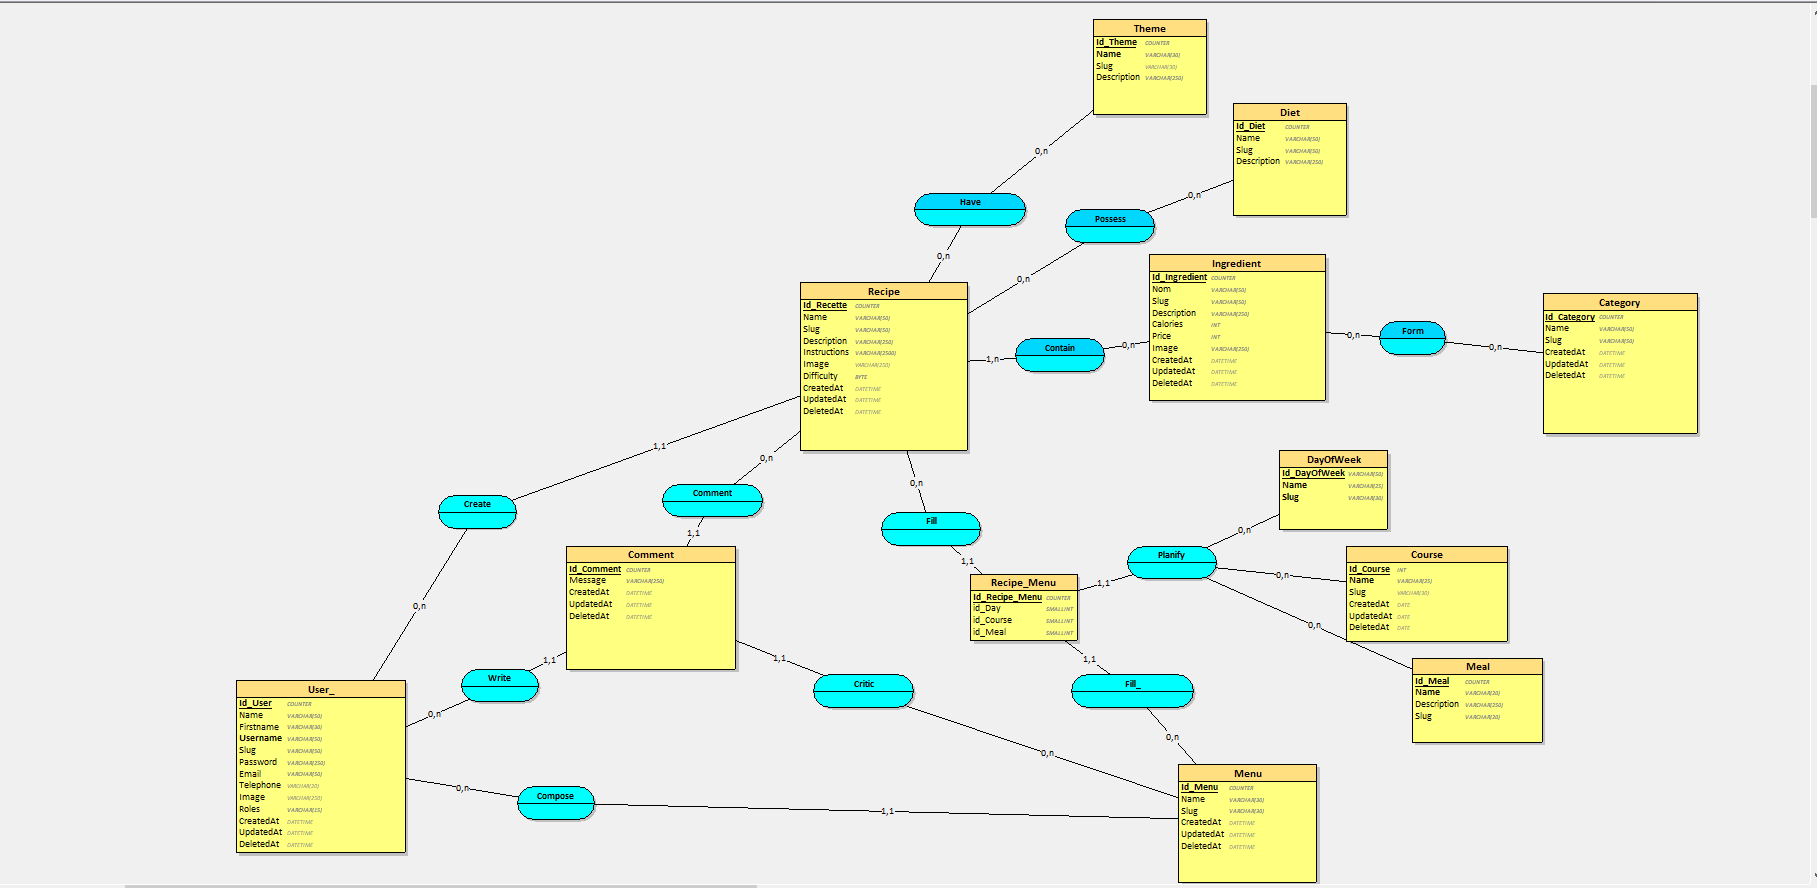 Theme
Id_Theme COUNTER
Name VARCHAR(30)
Slug VARCHAR(30)
Description VARCHAR(250)
Diet
Id_Diet COUNTER
Name VARCHAR(50)
Slug VARCHAR(50)
Description VARCHAR(250)
0,n
0,n
Have
Possess
0,n
0,n
Ingredient
Id_Ingredient COUNTER
Nom VARCHAR(50)
Slug VARCHAR(50)
Description VARCHAR(250)
Calories INT
Price INT
Image VARCHAR(250)
CreatedAt DATETIME
UpdatedAt DATETIME
DeletedAt DATETIME
Recipe
Id_Recette COUNTER
Name VARCHAR(50)
Slug VARCHAR(50)
Description VARCHAR(250)
Instructions VARCHAR(2500)
Image VARCHAR(250)
Difficulty BYTE
CreatedAt DATETIME
UpdatedAt DATETIME
DeletedAt DATETIME
1,n
Contain
0,n
0,n
Form
0,n
Category
Id_Category COUNTER
Name VARCHAR(50)
Slug VARCHAR(50)
CreatedAt DATETIME
UpdatedAt DATETIME
DeletedAt DATETIME
1,1
0,n
0,n
Create
Comment
Fill
1,1
1,1
DayOfWeek
Id_DayOfWeek VARCHAR(50)
Name VARCHAR(25)
Slug VARCHAR(30)
0,n
Planify
0,n
1,1
0,n
Course
Id_Course INT
Name VARCHAR(25)
Slug VARCHAR(30)
CreatedAt DATE
UpdatedAt DATE
DeletedAt DATE
Comment
Id_Comment COUNTER
Message VARCHAR(250)
CreatedAt DATETIME
UpdatedAt DATETIME
DeletedAt DATETIME
Recipe_Menu
Id_Recipe_Menu COUNTER
id_Day SMALLINT
id_Course SMALLINT
id_Meal SMALLINT
0,n
1,1
1,1
1,1
Write
Critic
Fill_
Meal
Id_Meal COUNTER
Name VARCHAR(20)
Description VARCHAR(250)
Slug VARCHAR(20)
User_
Id_User COUNTER
Name VARCHAR(50)
Firstname VARCHAR(30)
Username VARCHAR(50)
Slug VARCHAR(50)
Password VARCHAR(250)
Email VARCHAR(50)
Telephone VARCHAR(20)
Image VARCHAR(250)
Roles VARCHAR(15)
CreatedAt DATETIME
UpdatedAt DATETIME
DeletedAt DATETIME
0,n
0,n
0,n
0,n
Compose
1,1
Menu
Id_Menu COUNTER
Name VARCHAR(30)
Slug VARCHAR(30)
CreatedAt DATETIME
UpdatedAt DATETIME
DeletedAt DATETIME